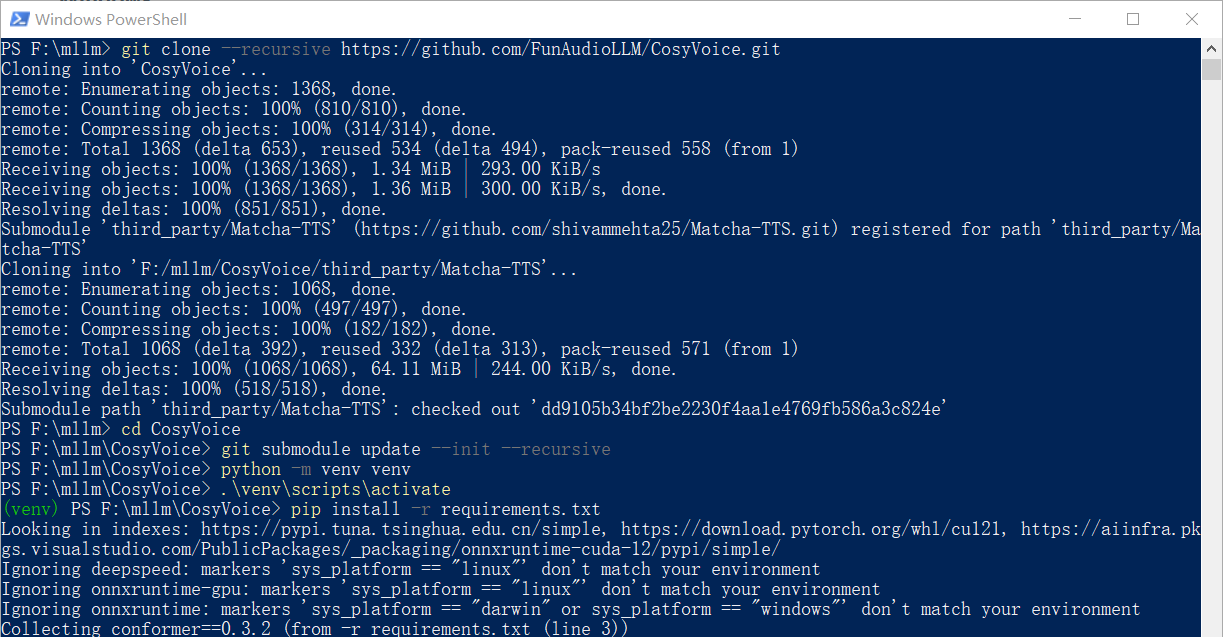 Windows PowerShell
PS F:\mllm> git clone --recursive https://github.com/FunAudioLLM/CosyVoice.git
Cloning into 'CosyVoice'...
remote: Enumerating objects: 1368, done.
remote: Counting objects: 100% (810/810), done.
remote: Compressing objects: 100% (314/314), done.
remote: Total 1368 (delta 653), reused 534 (delta 494), pack-reused 558 (from 1)
Receiving objects: 100% (1368/1368), 1.34 MiB | 293.00 KiB/s
Receiving objects: 100% (1368/1368), 1.36 MiB | 300.00 KiB/s, done.
Resolving deltas: 100% (851/851), done.
Submodule 'third_party/Matcha-TTS' (https://github.com/shivammehta25/Matcha-TTS.git) registered for path 'third_party/Ma
tcha-TTS'
Cloning into 'F:/mllm/CosyVoice/third_party/Matcha-TTS'...
remote: Enumerating objects: 1068, done.
remote: Counting objects: 100% (497/497), done.
remote: Compressing objects: 100% (182/182), done.
remote: Total 1068 (delta 392), reused 332 (delta 313), pack-reused 571 (from 1)
Receiving objects: 100% (1068/1068), 64.11 MiB | 244.00 KiB/s, done.
Resolving deltas: 100% (518/518), done.
Submodule path 'third_party/Matcha-TTS': checked out 'dd9105b34bf2be2230f4aa1e4769fb586a3c824e'
PS F:\mllm> cd CosyVoice
PS F:\mllm\CosyVoice> git submodule update --init --recursive
PS F:\mllm\CosyVoice> python -m venv venv
PS F:\mllm\CosyVoice> .\venv\scripts\activate
(venv) PS F:\mllm\CosyVoice> pip install -r requirements.txt
Looking in indexes: https://pypi.tuna.tsinghua.edu.cn/simple, https://download.pytorch.org/whl/cu121, https://aiinfra.pk
gs.visualstudio.com/PublicPackages/_packaging/onnxruntime-cuda-12/pypi/simple/
Ignoring deepspeed: markers 'sys_platform == "linux"' don't match your environment
Ignoring onnxruntime-gpu: markers 'sys_platform == "linux"' don't match your environment
Ignoring onnxruntime: markers 'sys_platform == "darwin" or sys_platform == "windows"' don't match your environment
Collecting conformer==0.3.2 (from -r requirements.txt (line 3))